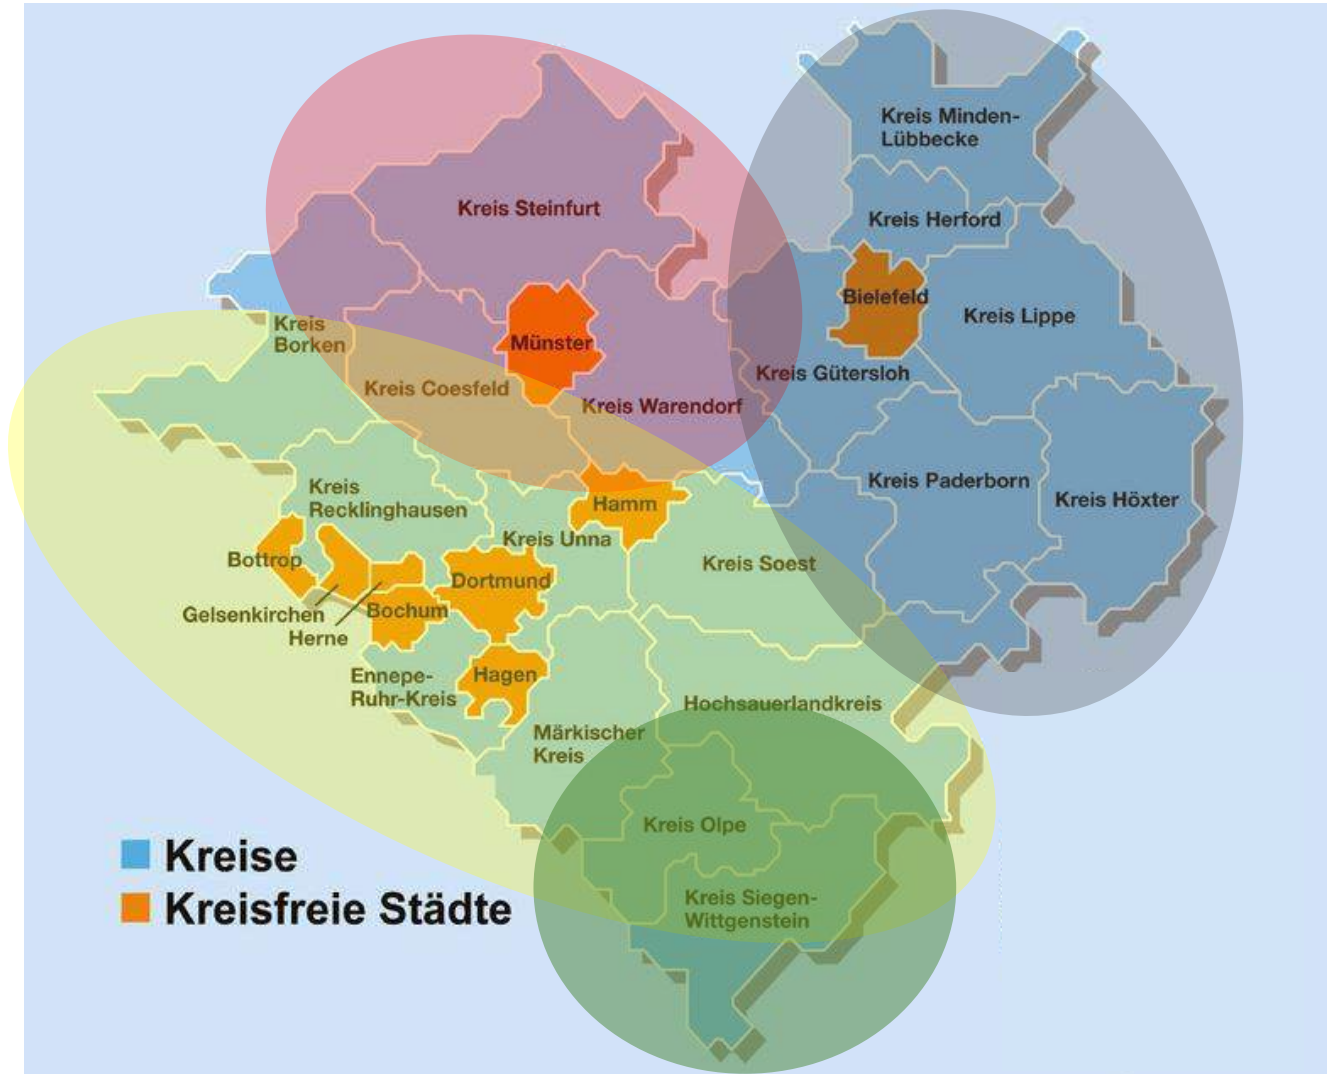 Kreis Minden-
Lübbecke
Kreis Steinfurt
Kreis Herford
Bielefeld
Kreis Lippe
Kreis
Borken
Münster
Kreis Gütersloh
Kreis Coesfeld
Kreis Warendorf
Kreis Paderborn
Kreis Höxter
Kreis
Recklinghausen
Hamm
Kreis Unna
Bottrop
Kreis Soest
Dortmund
Gelsenkirchen
Bochum
Herne
Ennepe-
Ruhr-Kreis
Hagen
Hochsauerlandkreis
Märkischer
Kreis
Kreis Olpe
Kreise
Kreisfreie Städte
Kreis Siegen-
Wittgenstein